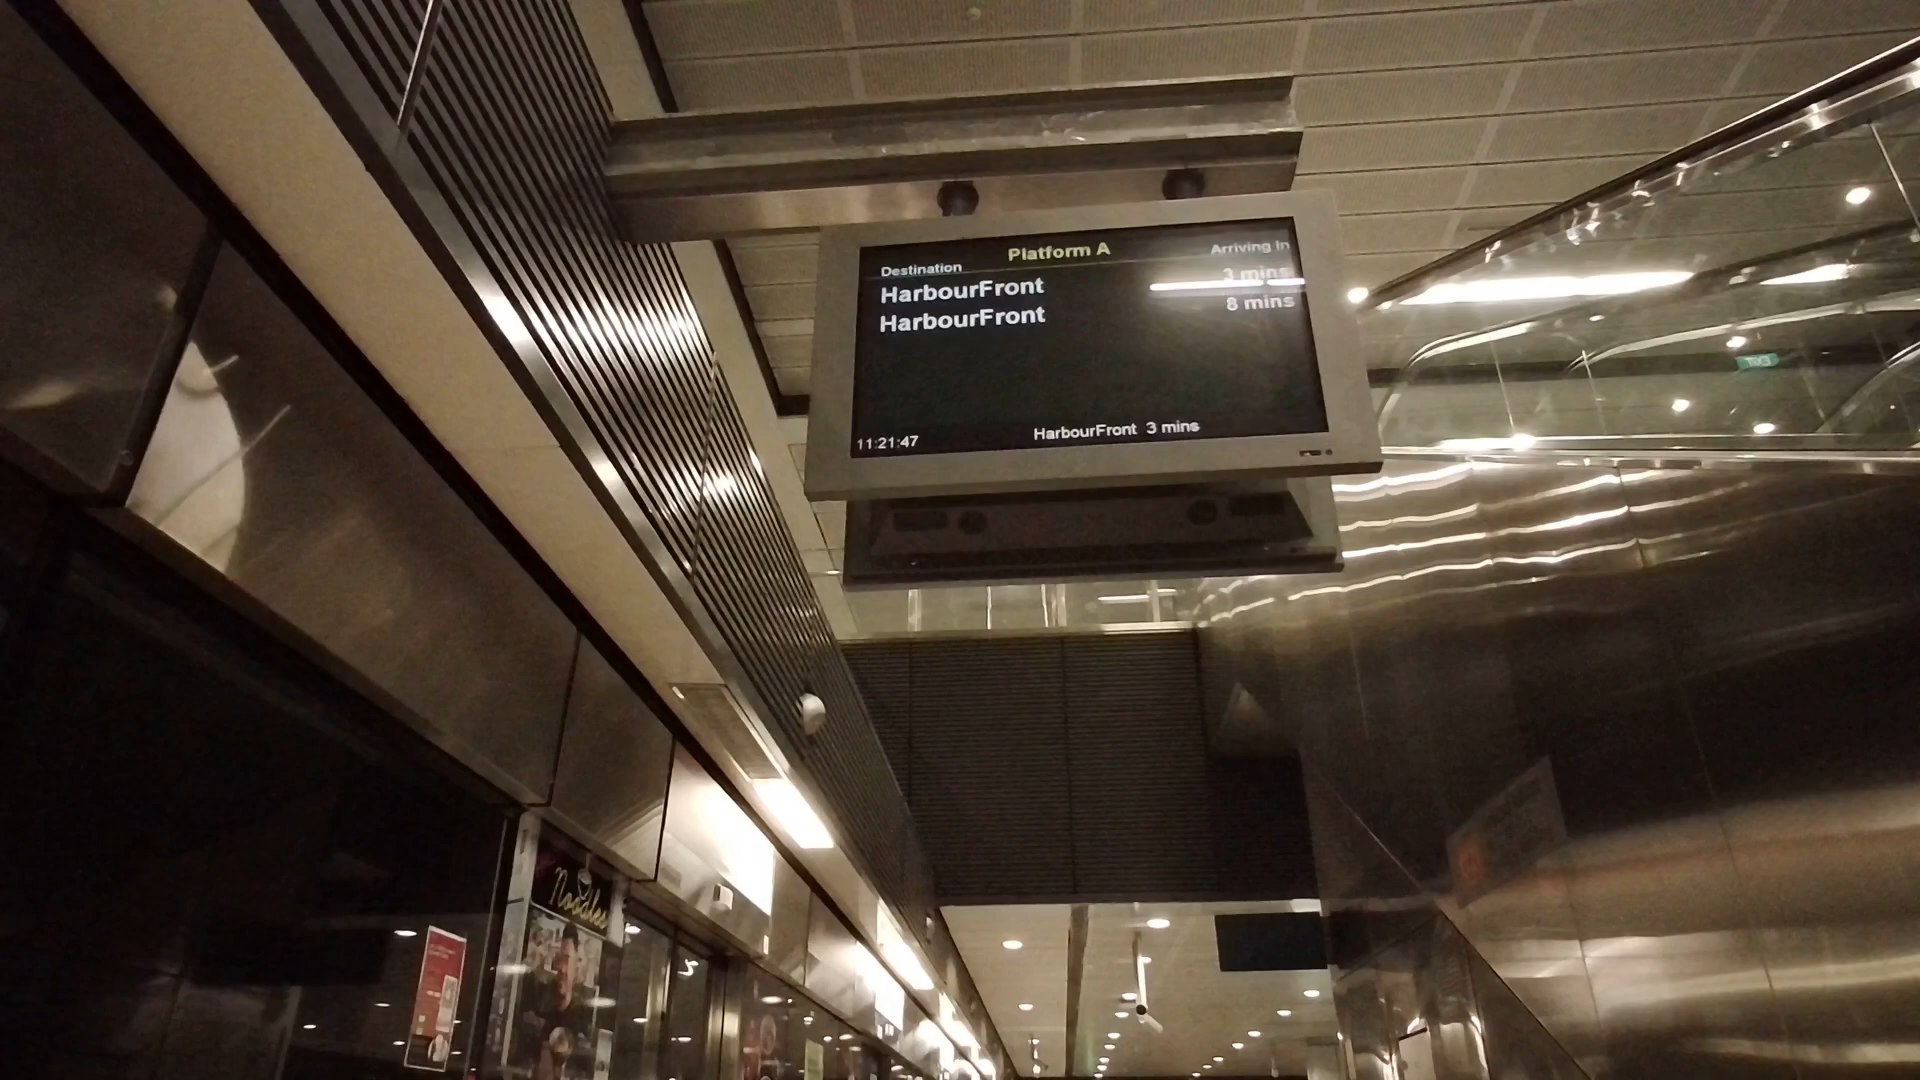 Platform A
Destination Arriving In
HarbourFront 3 mins
HarbourFront 8 mins
11:21:47 HarbourFront 3 mins
Noodles